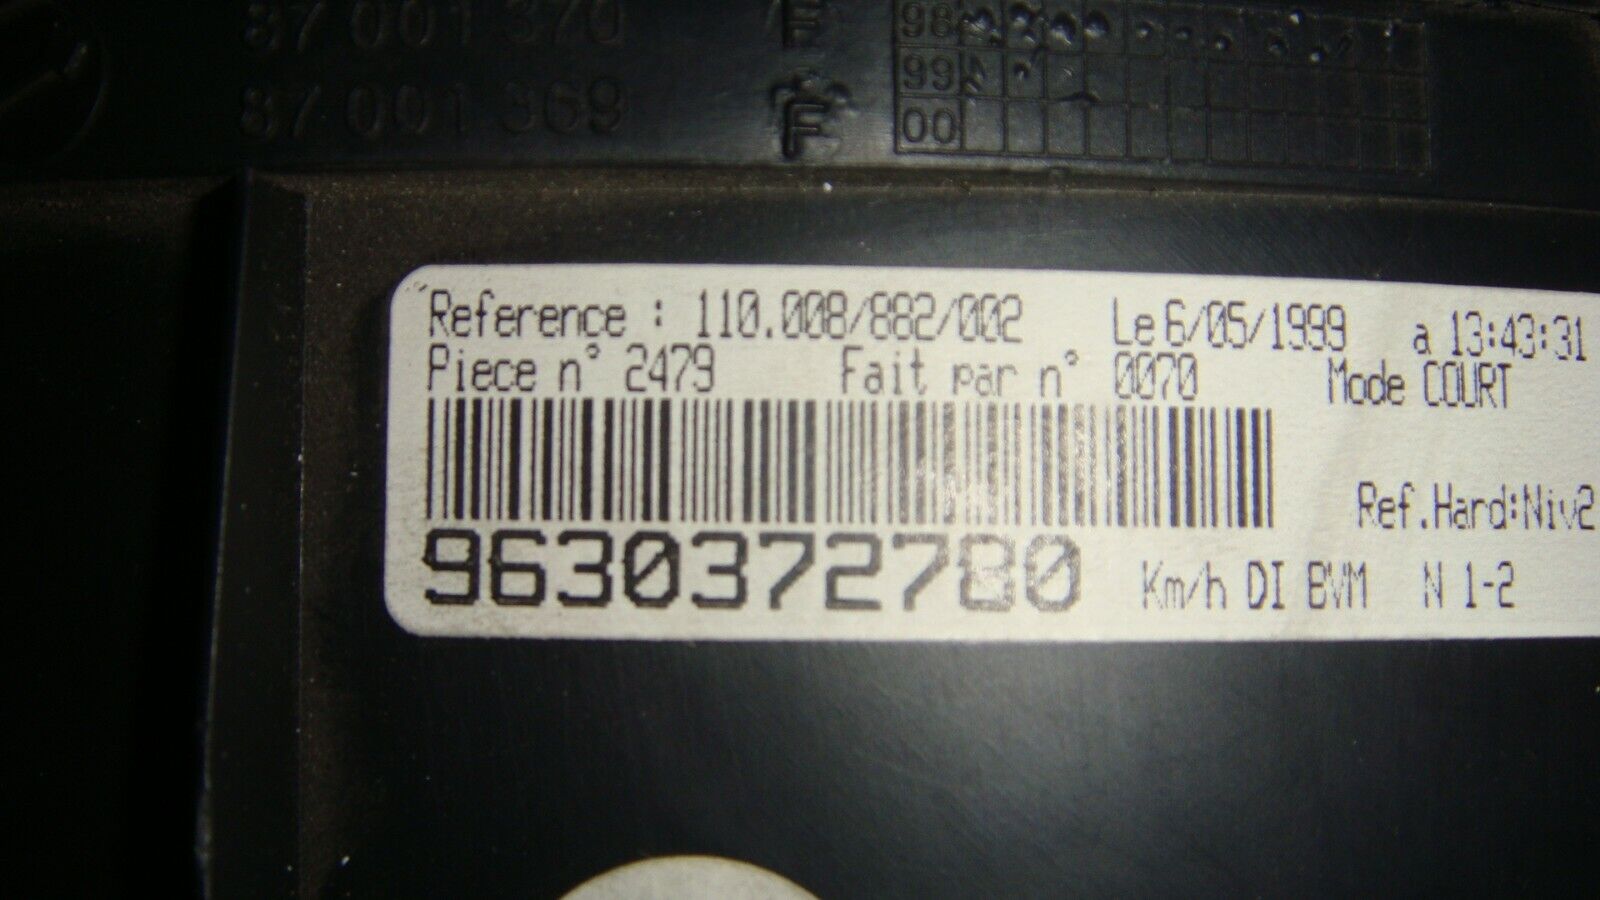 87 001 370 F
87 001 369 F
98
99
00
Reference : 110.008/882/002 Le 6/05/1999 a 13:43:31
Piece n° 2479 Fait par n° 0070 Mode COURT
Ref.Hard:Niv2
9630372780 Km/h DI BVM N 1-2